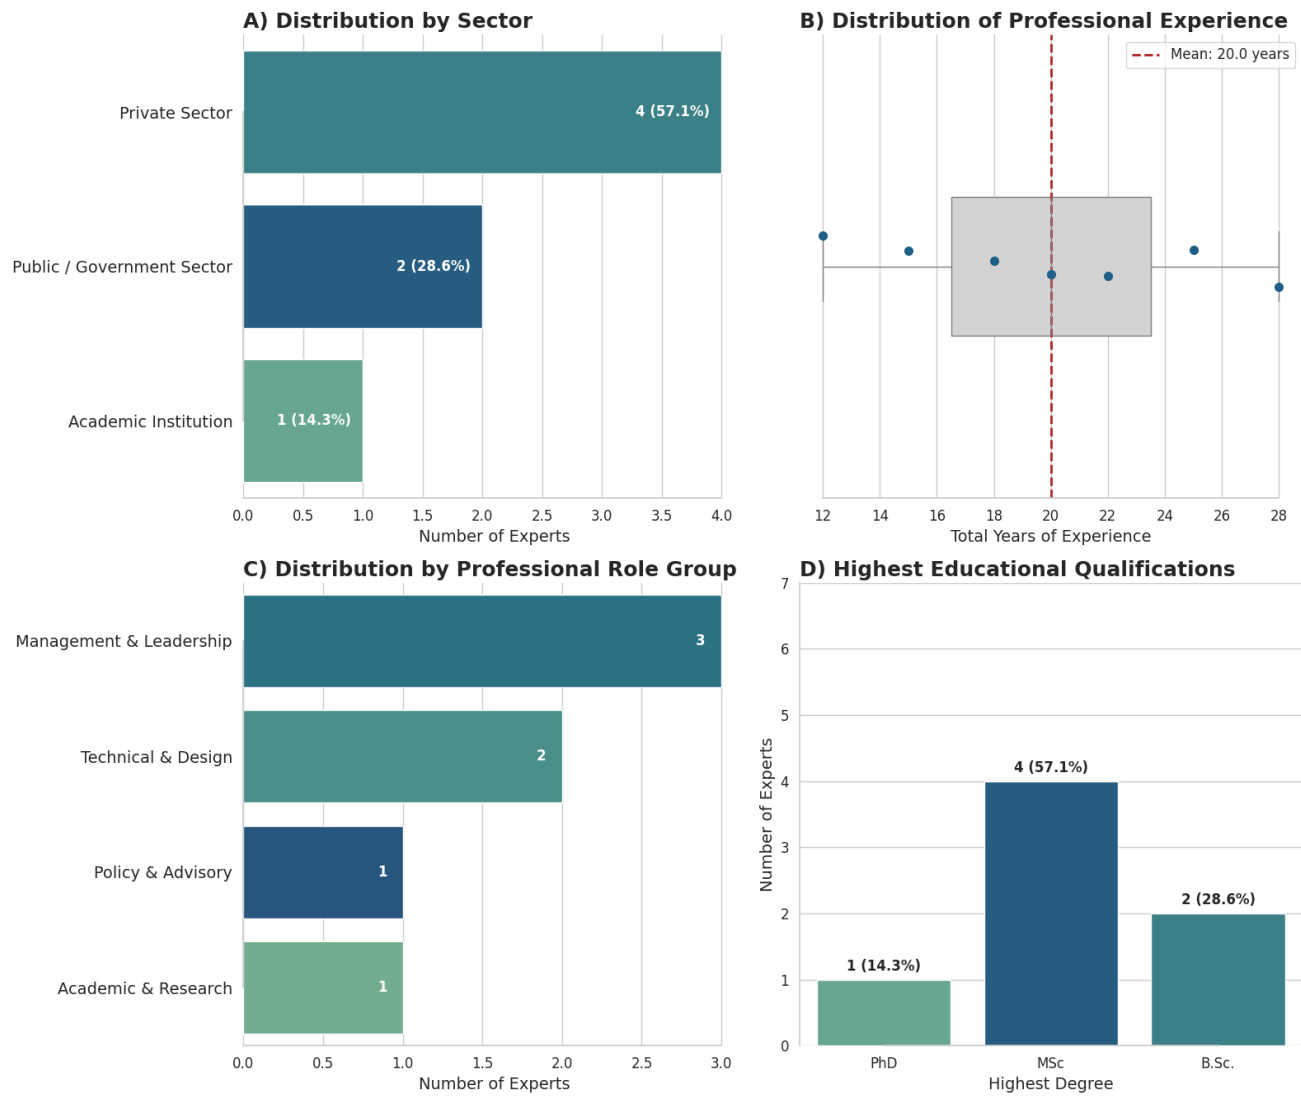 A) Distribution by Sector
Private Sector
4 (57.1%)
Public / Government Sector
2 (28.6%)
Academic Institution
1 (14.3%)
0.0 0.5 1.0 1.5 2.0 2.5 3.0 3.5 4.0
Number of Experts
B) Distribution of Professional Experience
Mean: 20.0 years
12 14 16 18 20 22 24 26 28
Total Years of Experience
C) Distribution by Professional Role Group
Management & Leadership
3
Technical & Design
2
Policy & Advisory
1
Academic & Research
1
0.0 0.5 1.0 1.5 2.0 2.5 3.0
Number of Experts
D) Highest Educational Qualifications
Number of Experts
7
6
5
4
3
2
1
0
1 (14.3%)
4 (57.1%)
2 (28.6%)
PhD MSc B.Sc.
Highest Degree